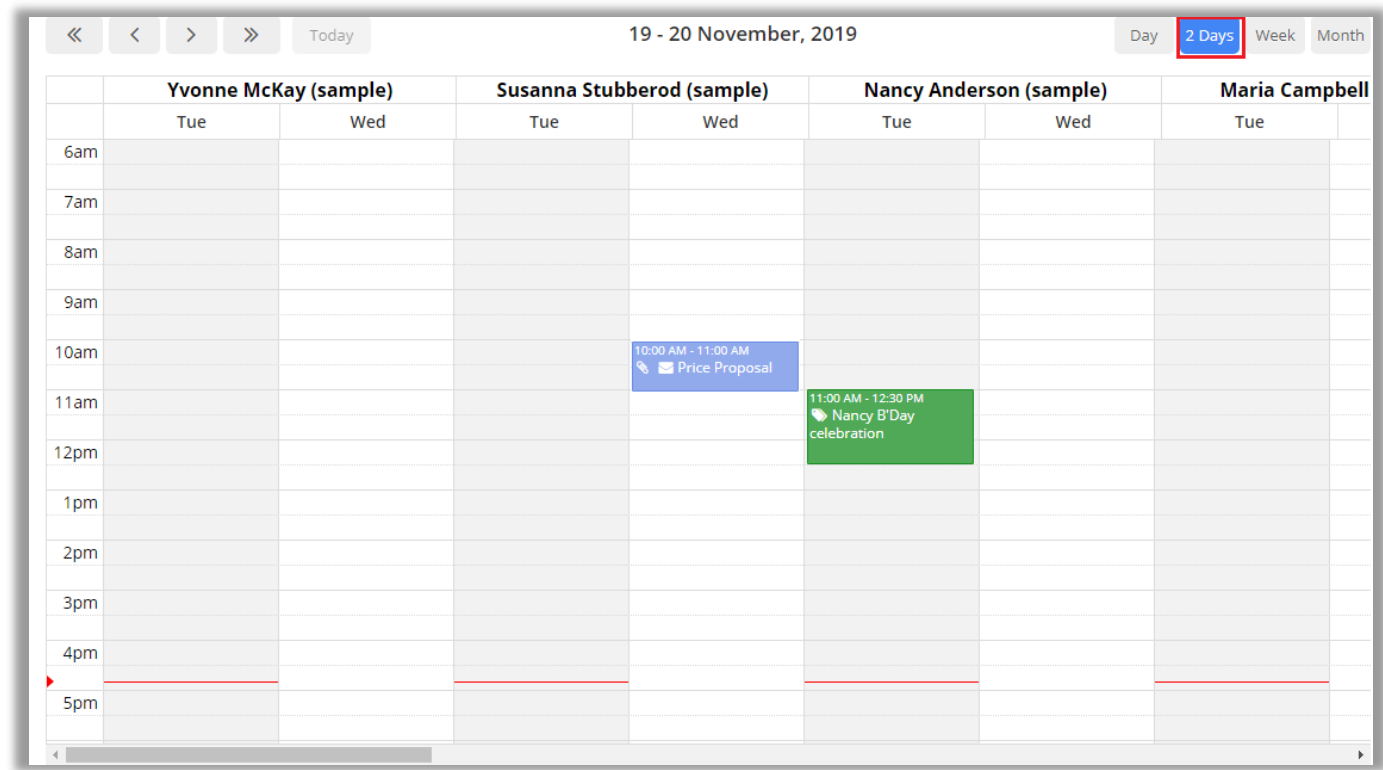 Today 19 - 20 November, 2019 Day 2 Days Week Month
Yvonne McKay (sample) Susanna Stubberod (sample) Nancy Anderson (sample) Maria Campbell
Tue Wed Tue Wed Tue Wed Tue
6am
7am
8am
9am
10am
10:00 AM - 11:00 AM
Price Proposal
11am
11:00 AM - 12:30 PM
Nancy B'Day
celebration
12pm
1pm
2pm
3pm
4pm
5pm